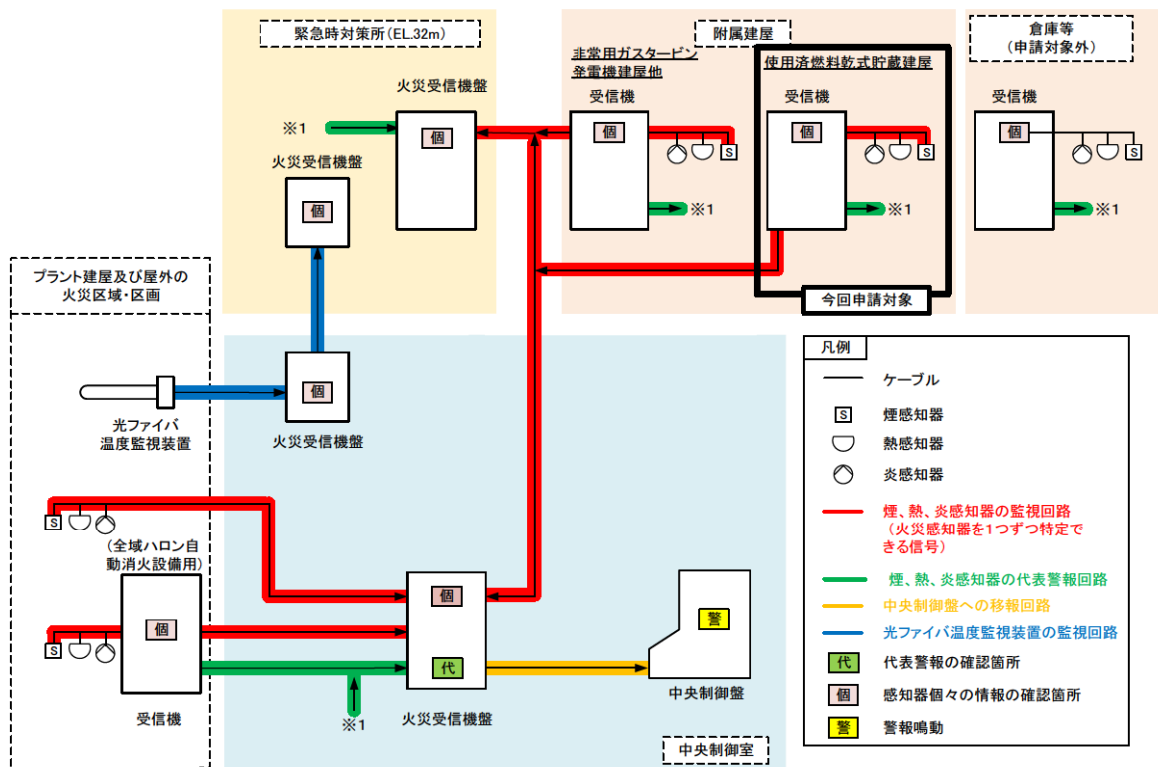 緊急時対策所(EL.32m)
附属建屋
倉庫等
(申請対象外)
非常用ガスタービン
発電機建屋他
使用済燃料乾式貯蔵建屋
火災受信機盤
受信機
受信機
受信機
※1
個
個
個
個
S
S
S
火災受信機盤
個
※1
※1
※1
今回申請対象
プラント建屋及び屋外の
火災区域・区画
光ファイバ
温度監視装置
個
火災受信機盤
S
(全域ハロン自
動消火設備用)
S
個
受信機
個
代
火災受信機盤
※1
警
中央制御盤
中央制御室
凡例
ケーブル
S
煙感知器
熱感知器
炎感知器
煙、熱、炎感知器の監視回路
(火災感知器を1つずつ特定で
きる信号)
煙、熱、炎感知器の代表警報回路
中央制御盤への移報回路
光ファイバ温度監視装置の監視回路
代
代表警報の確認箇所
個
感知器個々の情報の確認箇所
警
警報鳴動